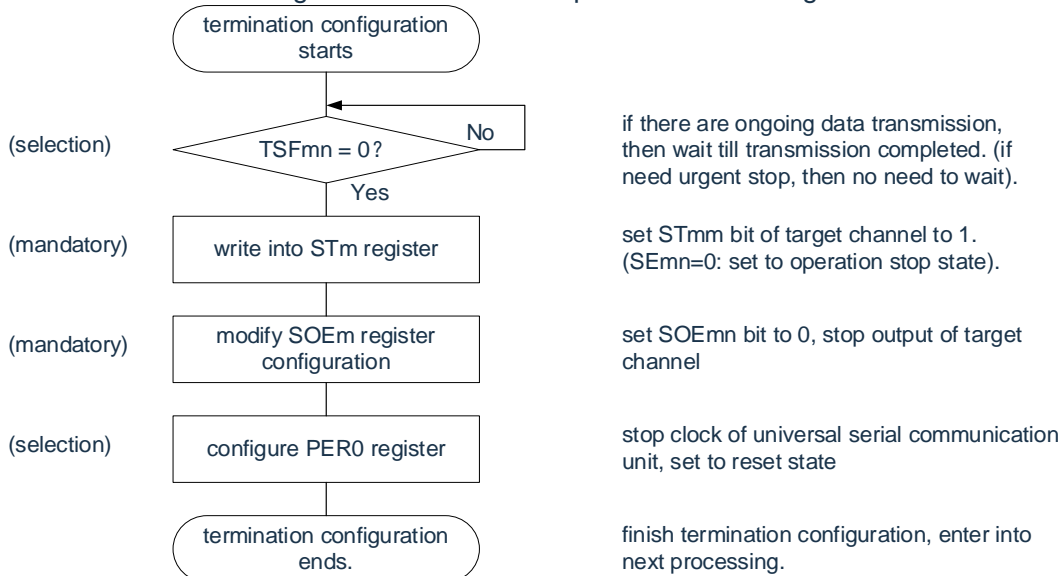 termination configuration
starts
(selection)
TSFmn = 0?
No
Yes
if there are ongoing data transmission,
then wait till transmission completed. (if
need urgent stop, then no need to wait).
(mandatory)
write into STm register
set STmm bit of target channel to 1.
(SEmn=0: set to operation stop state).
(mandatory)
modify SOEm register
configuration
set SOEmn bit to 0, stop output of target
channel
(selection)
configure PER0 register
stop clock of universal serial communication
unit, set to reset state
termination configuration
ends.
finish termination configuration, enter into
next processing.